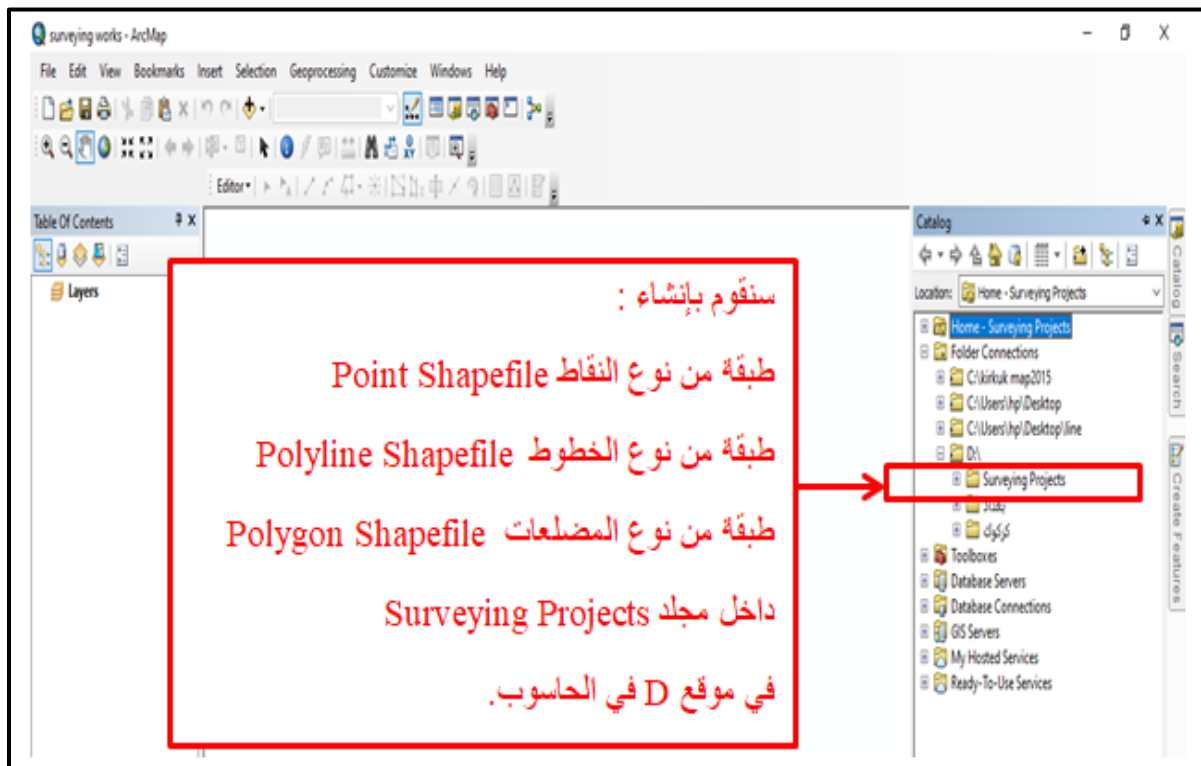 surveying works - ArcMap
File Edit View Bookmarks Insert Selection Geoprocessing Customize Windows Help
Editor
Table Of Contents
Layers
سنقوم بإنشاء :
طبقة من نوع النقاط Point Shapefile
طبقة من نوع الخطوط Polyline Shapefile
طبقة من نوع المضلعات Polygon Shapefile
داخل مجلد Surveying Projects
في موقع D في الحاسوب.
Catalog
Location: Home - Surveying Projects
Home - Surveying Projects
Folder Connections
C:\kirkuk map2015
C:\Users\hp\Desktop
C:\Users\hp\Desktop\line
D:\
Surveying Projects
كركوك
Toolboxes
Database Servers
Database Connections
GIS Servers
My Hosted Services
Ready-To-Use Services
Catalog
Search
Create Features